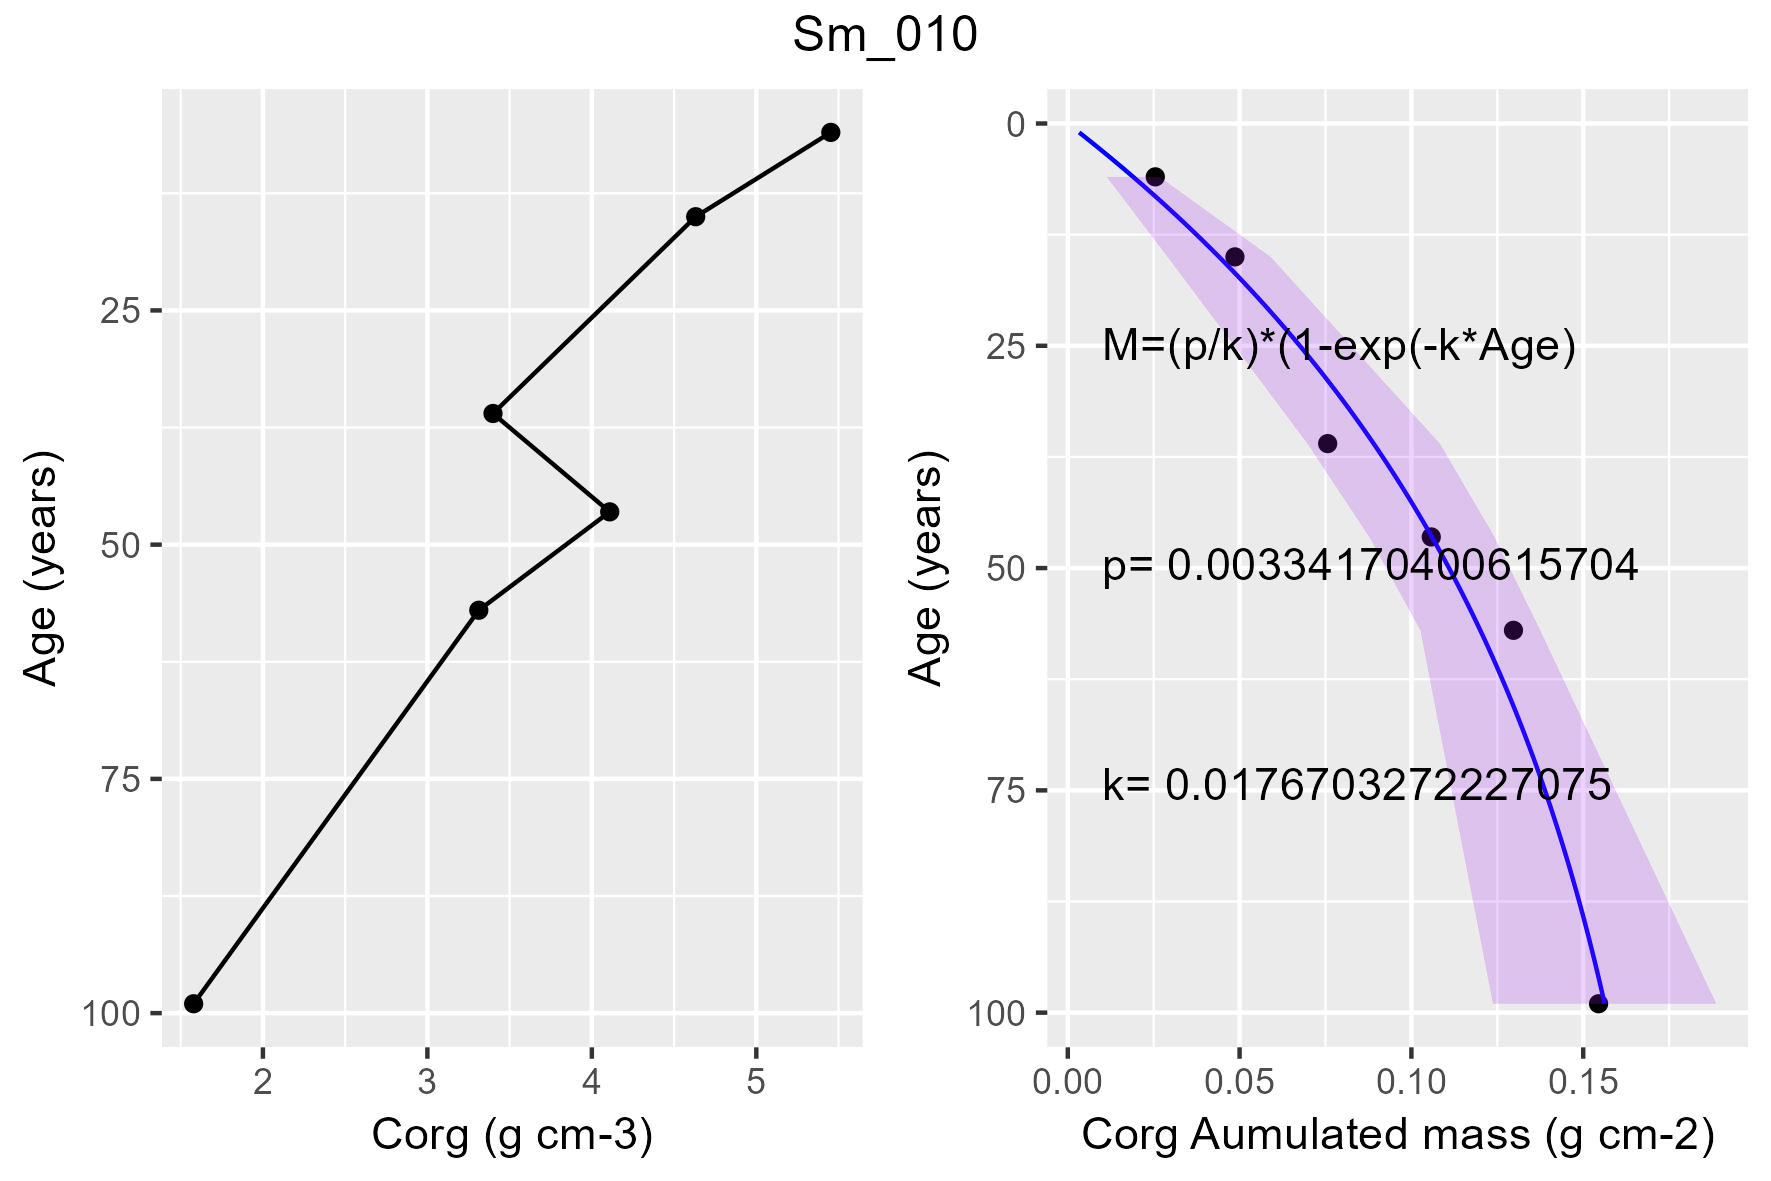 Sm_010
Age (years)
25
50
75
100
2
3
4
5
Corg (g cm-3)
Age (years)
0
25
50
75
100
M=(p/k)*(1-exp(-k*Age)
p= 0.00334170400615704
k= 0.0176703272227075
0.00
0.05
0.10
0.15
Corg Aumulated mass (g cm-2)